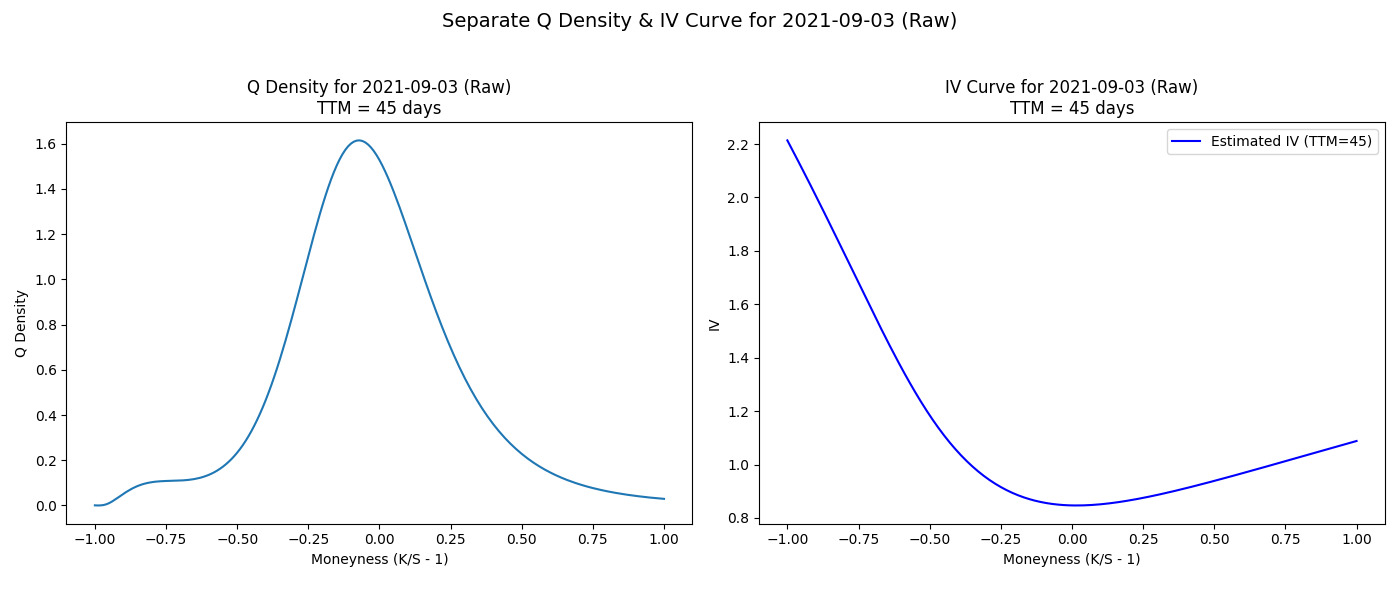 Separate Q Density & IV Curve for 2021-09-03 (Raw)
Q Density for 2021-09-03 (Raw)
TTM = 45 days
1.6
1.4
1.2
1.0
0.8
0.6
0.4
0.2
0.0
Q Density
−1.00 −0.75 −0.50 −0.25 0.00 0.25 0.50 0.75 1.00
Moneyness (K/S - 1)
IV Curve for 2021-09-03 (Raw)
TTM = 45 days
Estimated IV (TTM=45)
2.2
2.0
1.8
1.6
1.4
1.2
1.0
0.8
IV
−1.00 −0.75 −0.50 −0.25 0.00 0.25 0.50 0.75 1.00
Moneyness (K/S - 1)